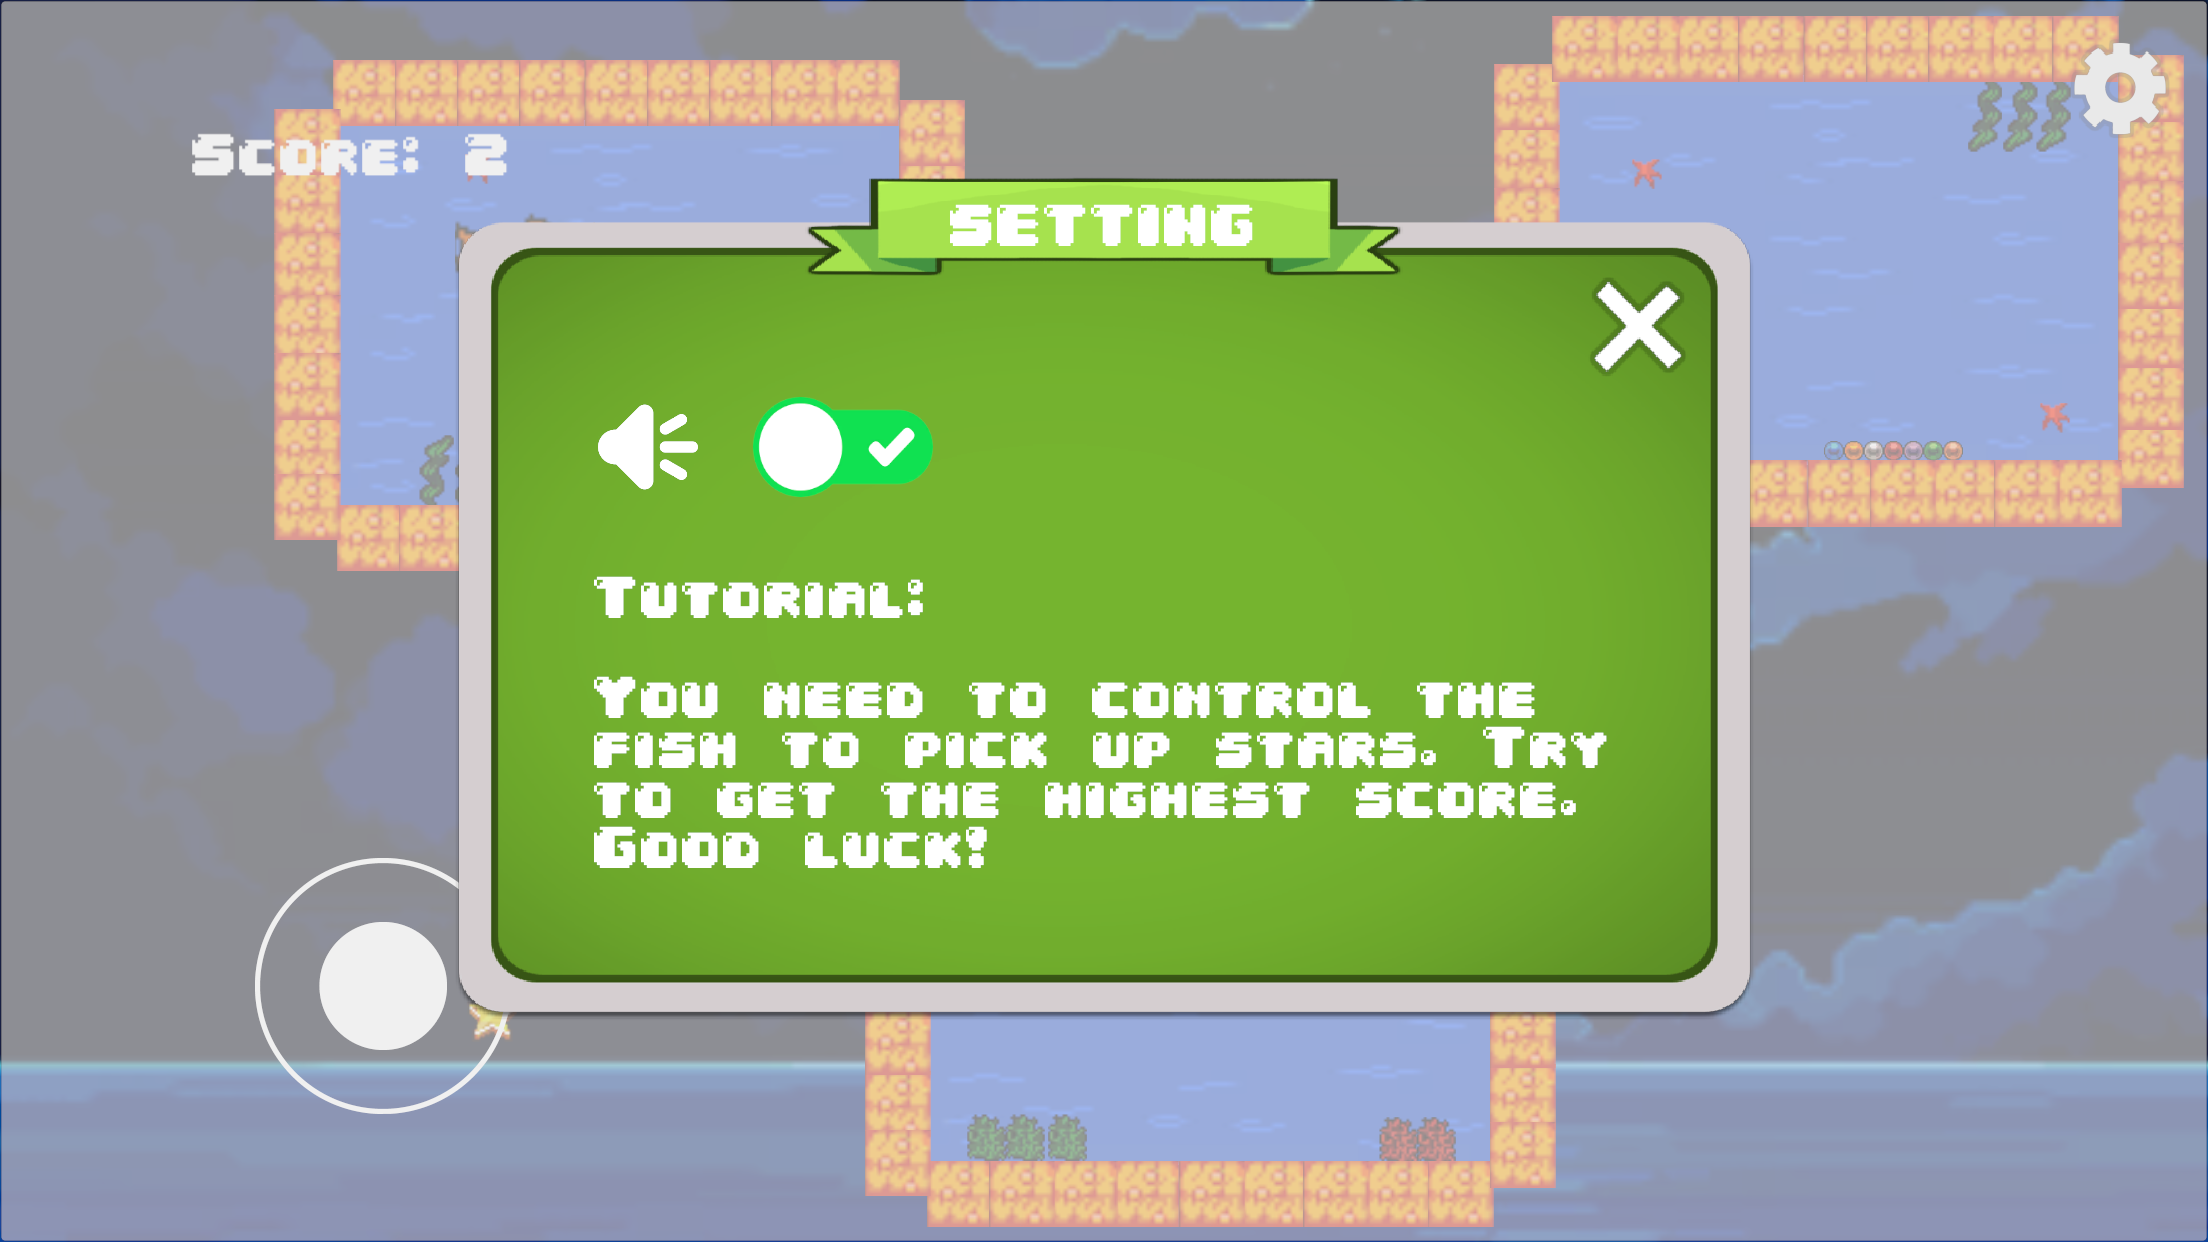 Score: 2
SETTING
Tutorial:
You need to control the
fish to pick up stars. Try
to get the highest score.
Good luck!